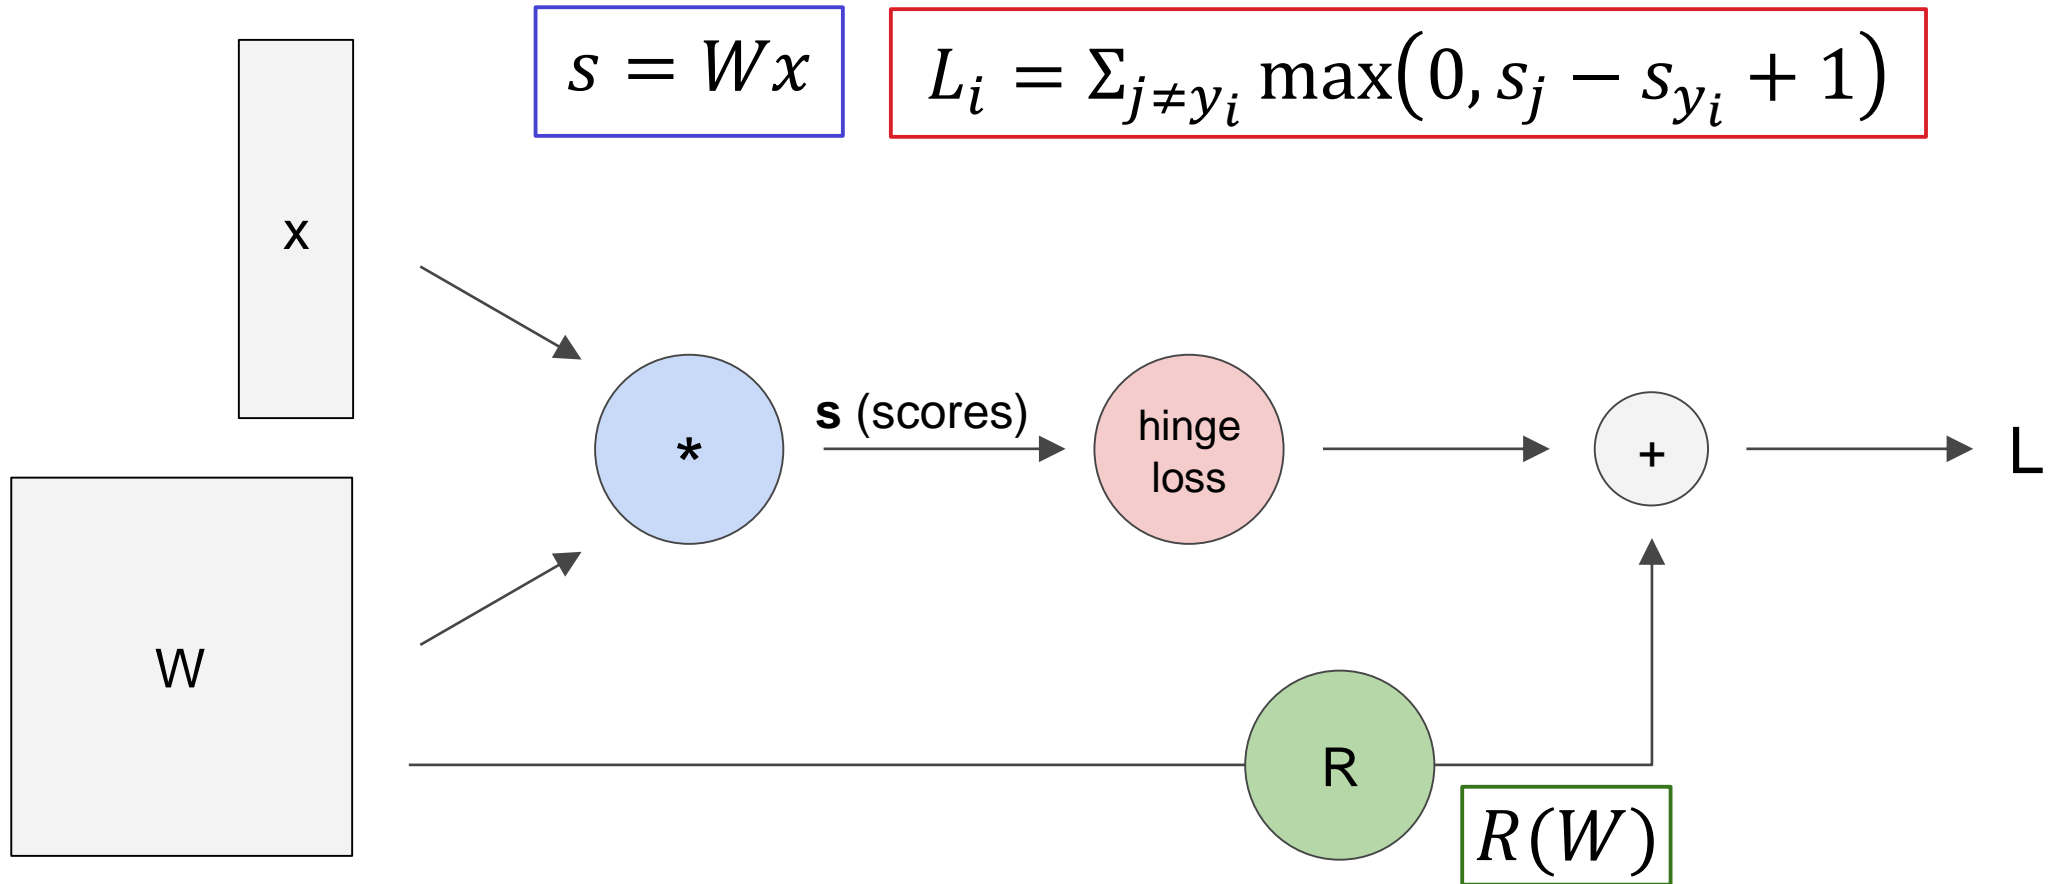 s = Wx
L_i = Σ_{j≠y_i} max(0, s_j − s_{y_i} + 1)
x
s (scores)
hinge
loss
*
+
L
W
R
R(W)